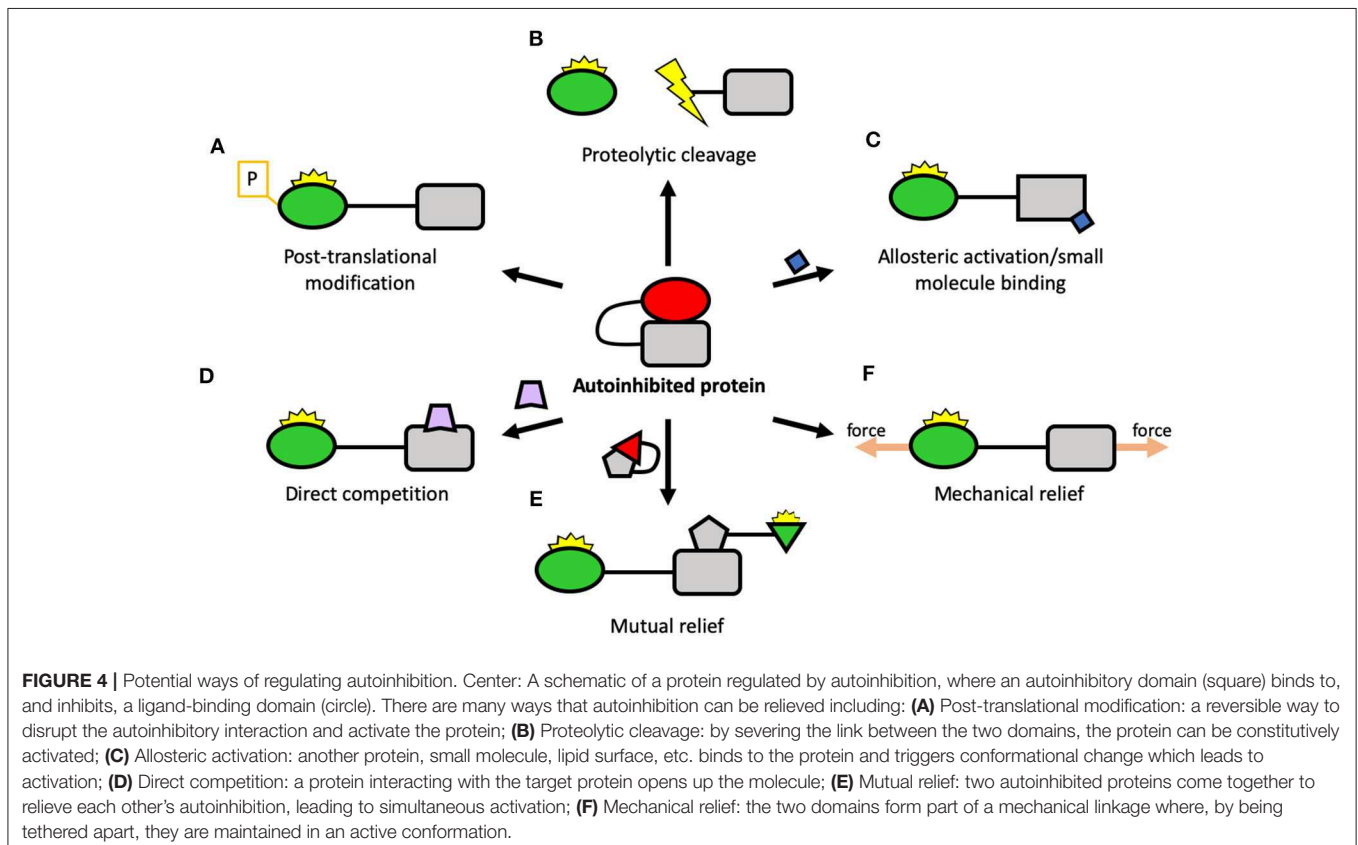 B
Proteolytic cleavage
A
P
Post-translational
modification
C
Allosteric activation/small
molecule binding
Autoinhibited protein
D
Direct competition
E
Mutual relief
F
force
force
Mechanical relief
FIGURE 4 | Potential ways of regulating autoinhibition. Center: A schematic of a protein regulated by autoinhibition, where an autoinhibitory domain (square) binds to,
and inhibits, a ligand-binding domain (circle). There are many ways that autoinhibition can be relieved including: (A) Post-translational modification: a reversible way to
disrupt the autoinhibitory interaction and activate the protein; (B) Proteolytic cleavage: by severing the link between the two domains, the protein can be constitutively
activated; (C) Allosteric activation: another protein, small molecule, lipid surface, etc. binds to the protein and triggers conformational change which leads to
activation; (D) Direct competition: a protein interacting with the target protein opens up the molecule; (E) Mutual relief: two autoinhibited proteins come together to
relieve each other's autoinhibition, leading to simultaneous activation; (F) Mechanical relief: the two domains form part of a mechanical linkage where, by being
tethered apart, they are maintained in an active conformation.